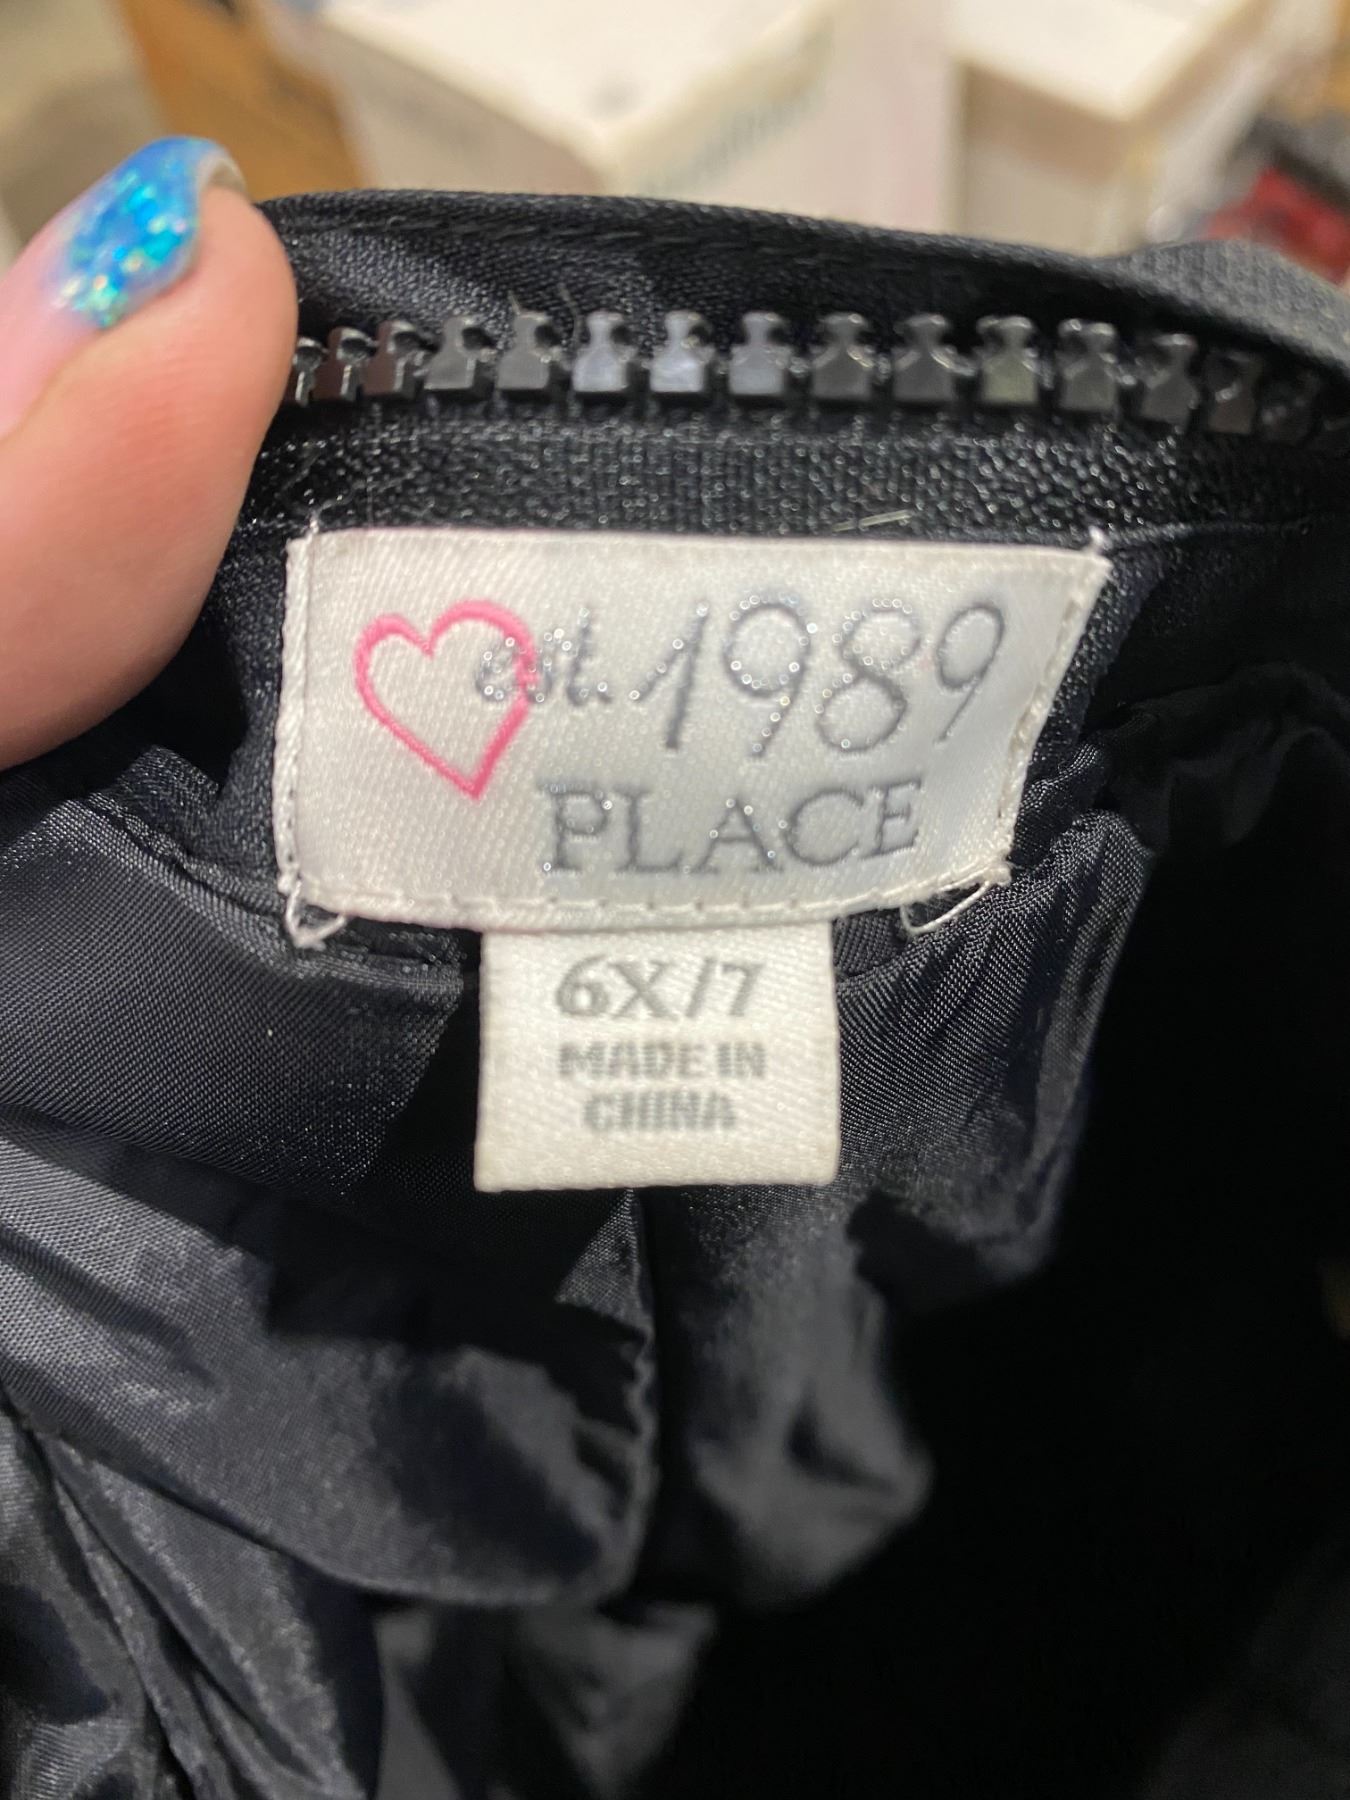 est. 1989
PLACE
6X/7
MADE IN
CHINA